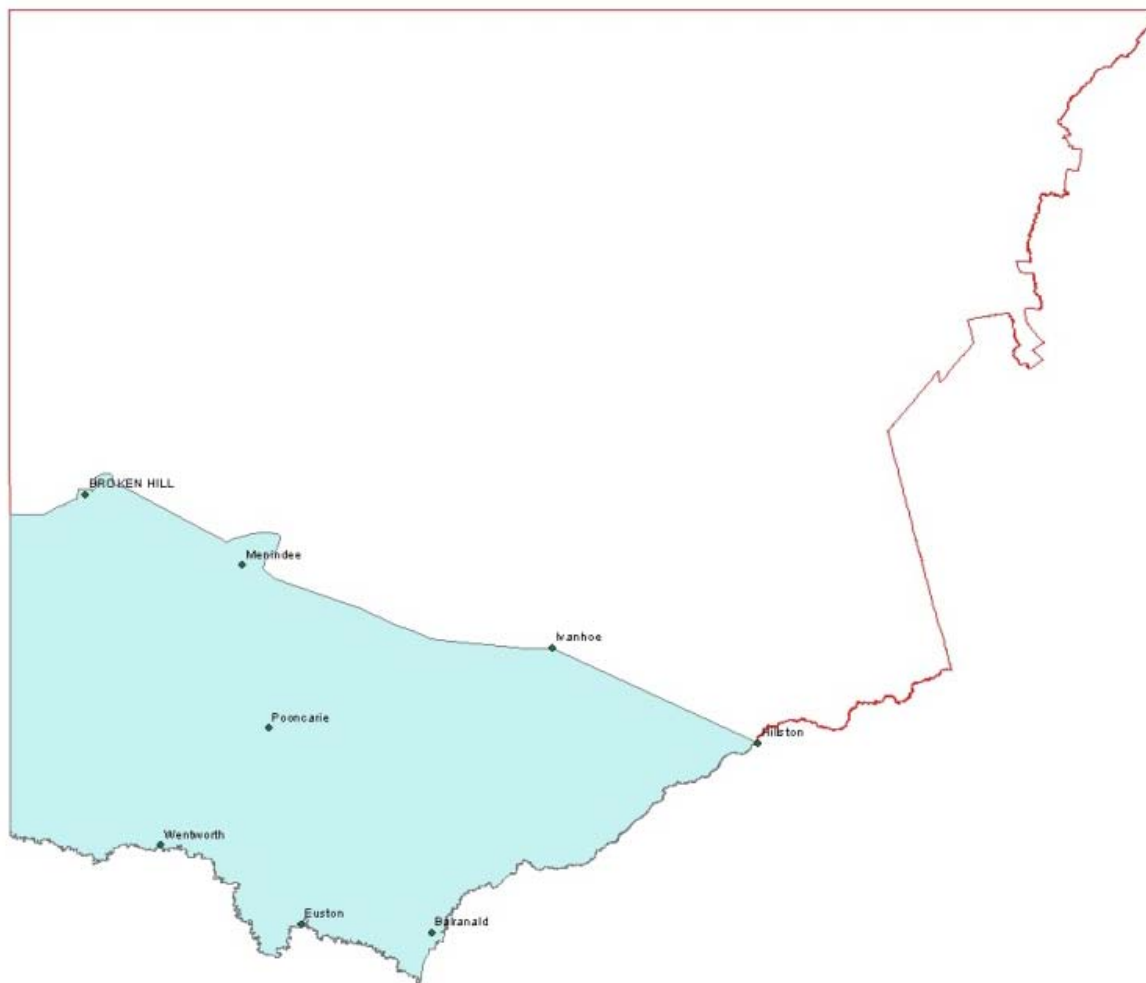 BROKEN HILL
Menindee
Ivanhoe
Pooncarie
Hillston
Wentworth
Euston
Balranald